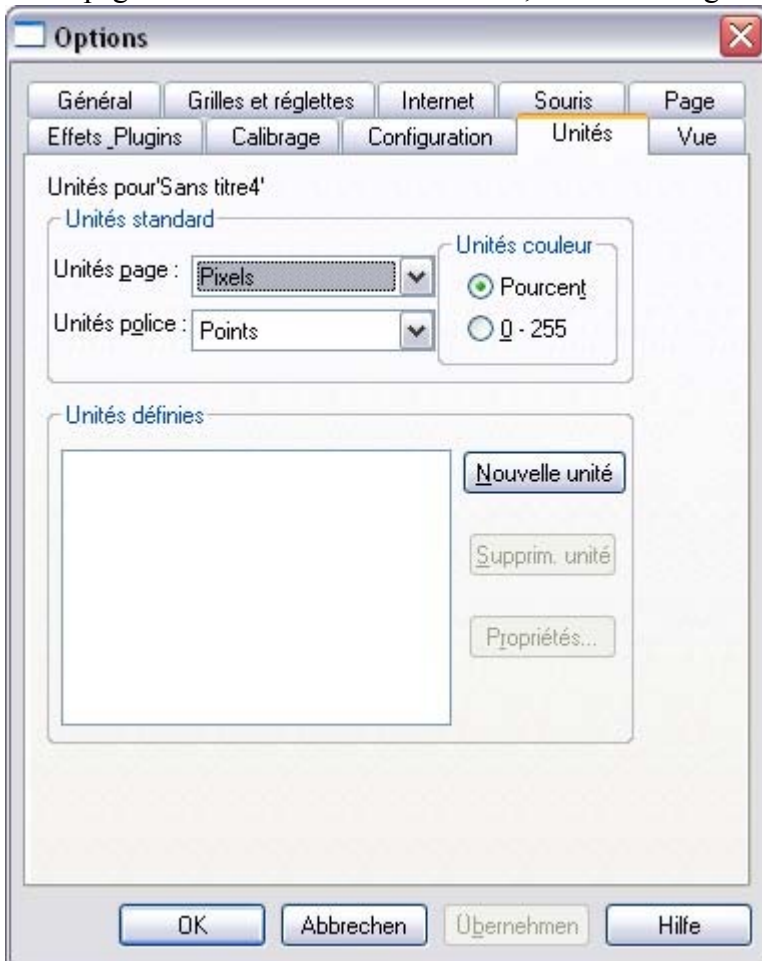 Options
Général Grilles et réglettes Internet Souris Page
Effets_Plugins Calibrage Configuration Unités Vue
Unités pour'Sans titre4'
Unités standard
Unités page : Pixels
Unités police : Points
Unités couleur
Pourcent
0 - 255
Unités définies
Nouvelle unité
Supprim. unité
Propriétés...
OK Abbrechen Übernehmen Hilfe